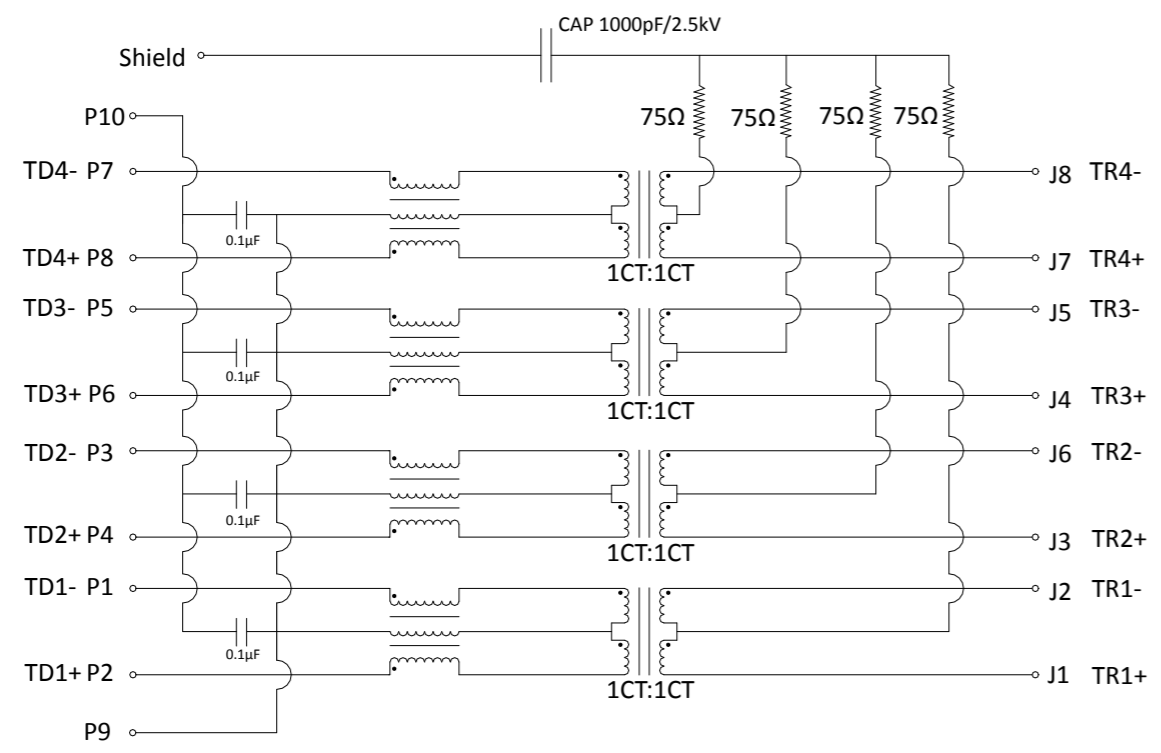 CAP 1000pF/2.5kV
Shield
P10
75Ω 75Ω 75Ω 75Ω
TD4- P7
J8 TR4-
0.1µF
TD4+ P8
J7 TR4+
1CT:1CT
TD3- P5
J5 TR3-
0.1µF
TD3+ P6
J4 TR3+
1CT:1CT
TD2- P3
J6 TR2-
0.1µF
TD2+ P4
J3 TR2+
1CT:1CT
TD1- P1
J2 TR1-
0.1µF
TD1+ P2
J1 TR1+
1CT:1CT
P9